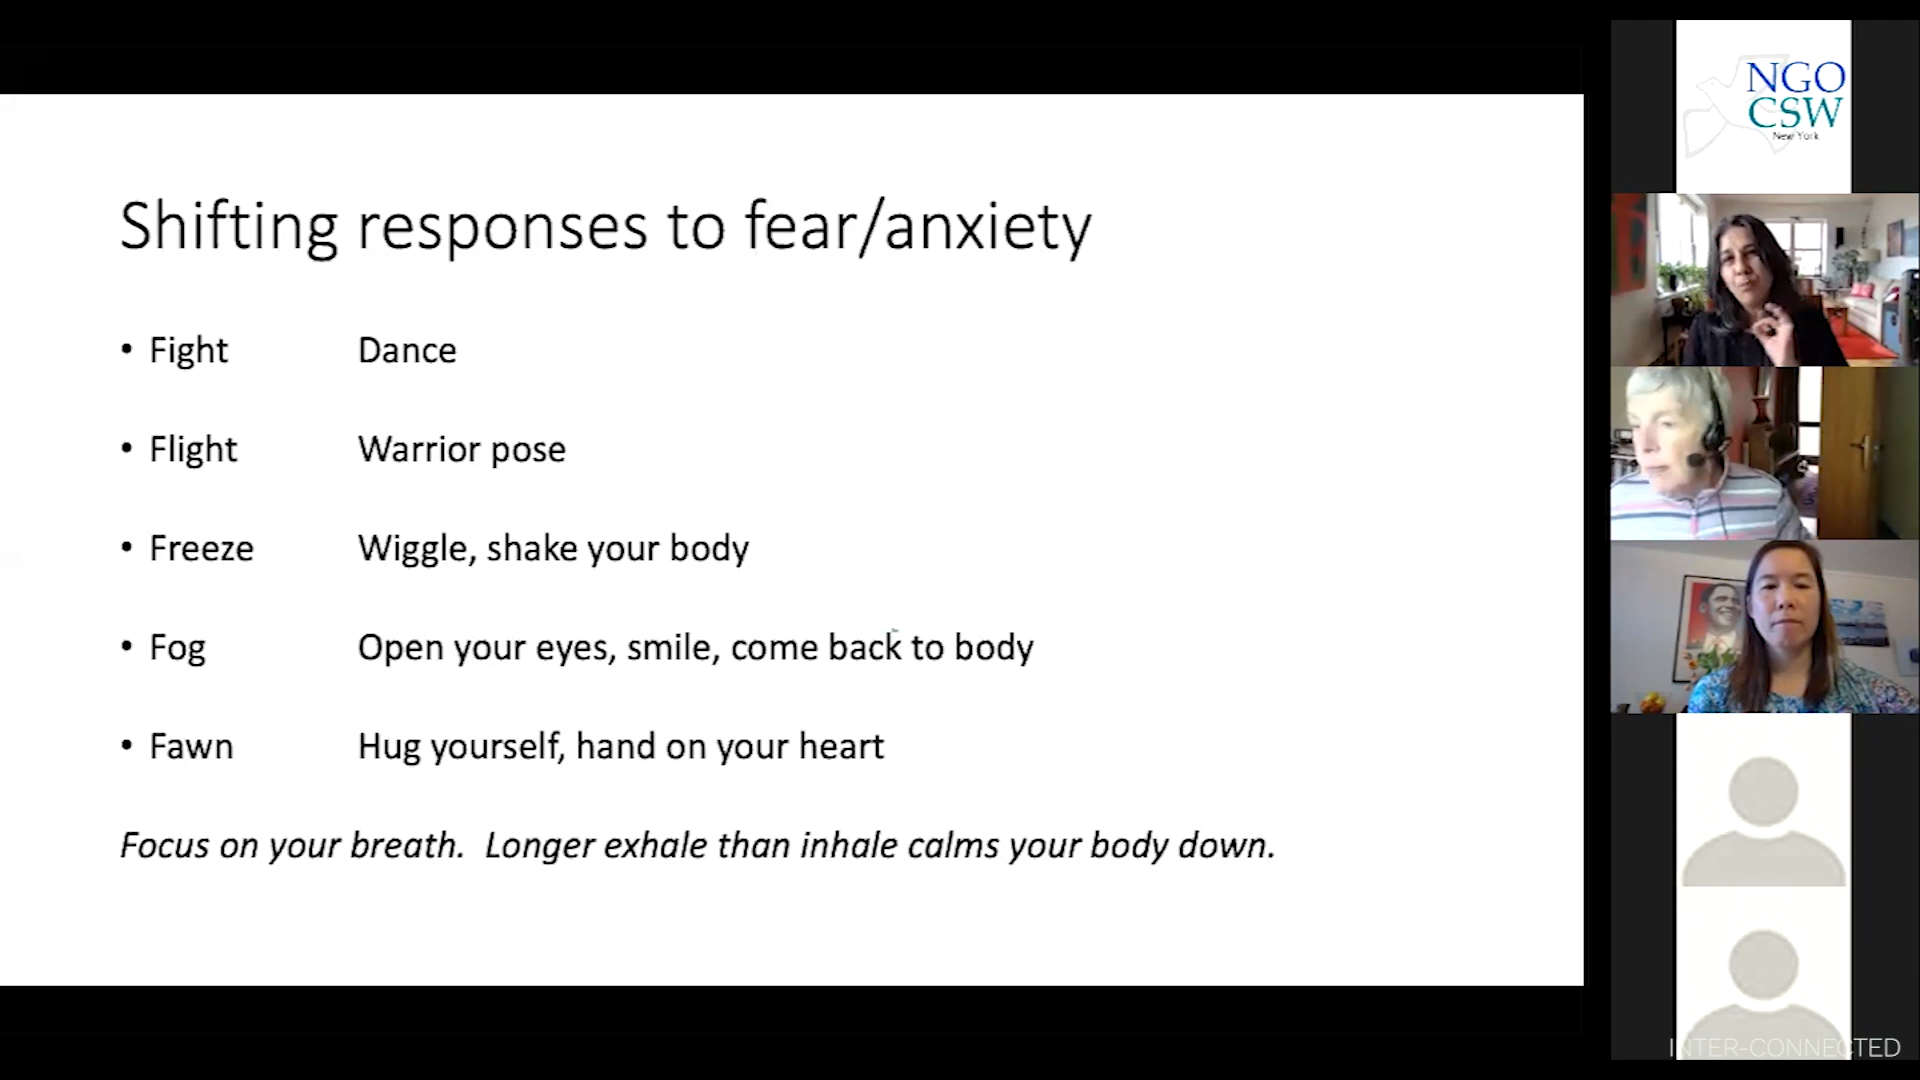 Shifting responses to fear/anxiety
• Fight Dance
• Flight Warrior pose
• Freeze Wiggle, shake your body
• Fog Open your eyes, smile, come back to body
• Fawn Hug yourself, hand on your heart
Focus on your breath. Longer exhale than inhale calms your body down.
NGO
CSW
New York
INTER-CONNECTED